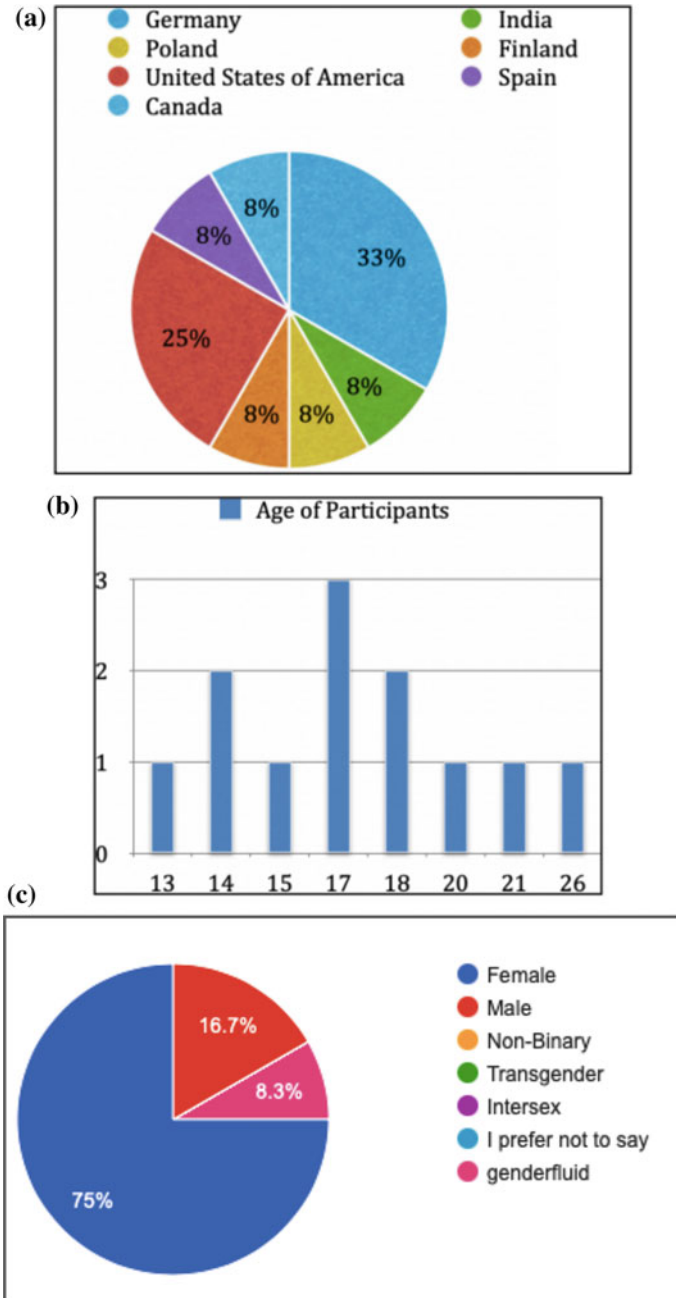 (a)
Germany India
Poland Finland
United States of America Spain
Canada
8%
33%
8%
25%
8%
8%
8%
(b)
Age of Participants
3
2
1
0
13 14 15 17 18 20 21 26
(c)
Female
Male
Non-Binary
Transgender
Intersex
I prefer not to say
genderfluid
16.7%
8.3%
75%